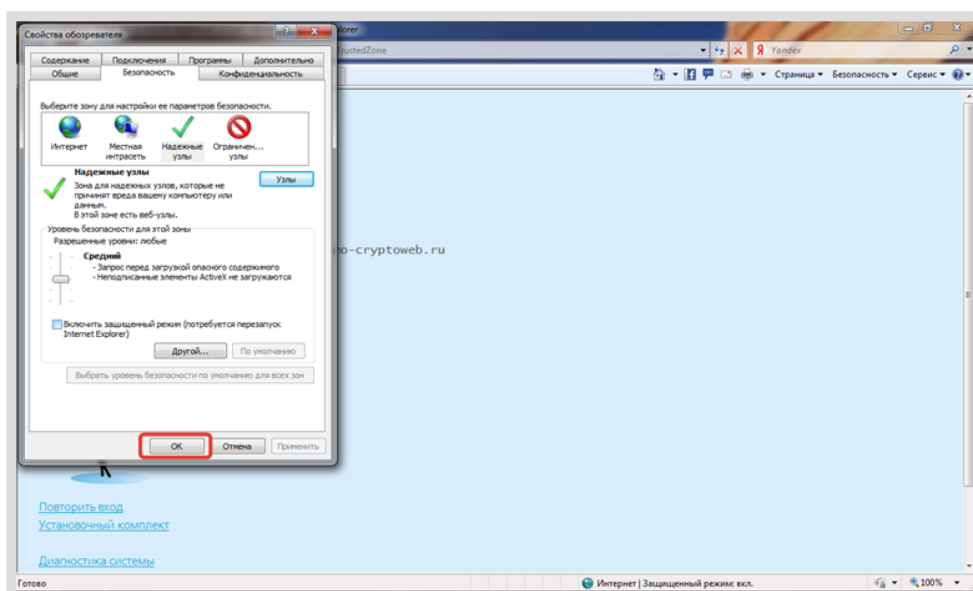 Свойства обозревателя
plorer
TrustedZone
Yandex
Содержание
Подключения
Программы
Дополнительно
Общие
Безопасность
Конфиденциальность
Страница
Безопасность
Сервис
Выберите зону для настройки ее параметров безопасности.
Интернет
Местная интрасеть
Надежные узлы
Ограничен... узлы
Надежные узлы
Узлы
Зона для надежных узлов, которые не
причинят вреда вашему компьютеру или
данным.
В этой зоне есть веб-узлы.
Уровень безопасности для этой зоны
Разрешенные уровни: любые
no-cryptoweb.ru
Средний
- Запрос перед загрузкой опасного содержимого
- Неподписанные элементы ActiveX не загружаются
Включить защищенный режим (потребуется перезапуск
Internet Explorer)
Другой...
По умолчанию
Выбрать уровень безопасности по умолчанию для всех зон
OK
Отмена
Применить
Повторить вход
Установочный комплект
Диагностика системы
Готово
Интернет | Защищенный режим: вкл.
100%